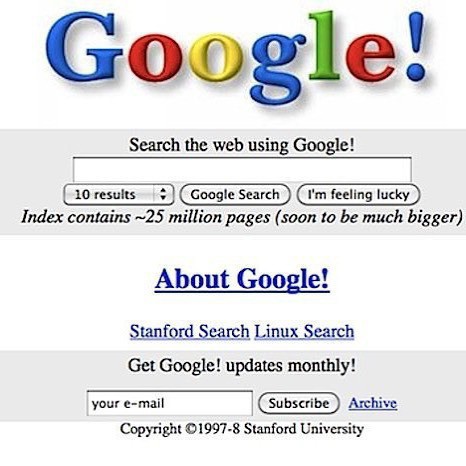 Google!
Search the web using Google!
10 results Google Search I'm feeling lucky
Index contains ~25 million pages (soon to be much bigger)
About Google!
Stanford Search Linux Search
Get Google! updates monthly!
your e-mail Subscribe Archive
Copyright ©1997-8 Stanford University